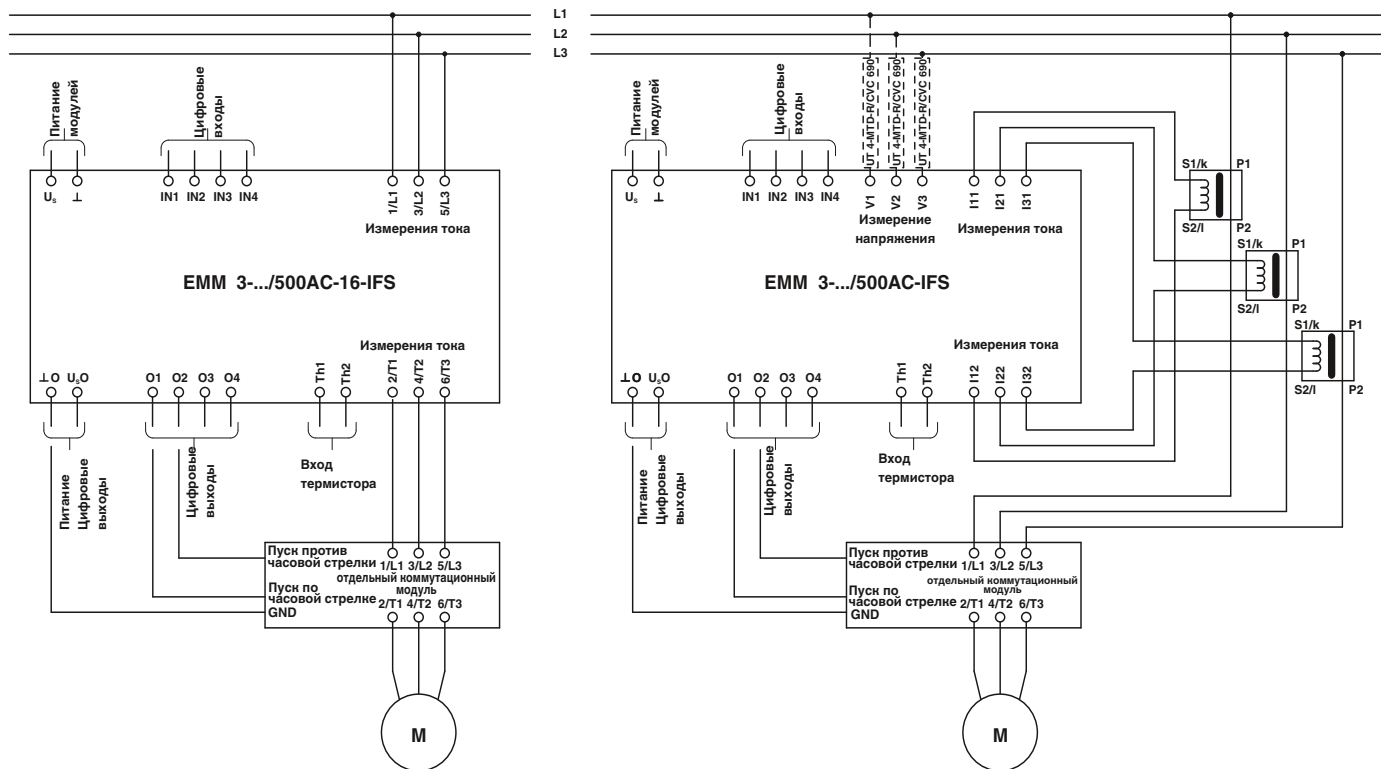 L1
L2
L3
Питание
модулей
Цифровые
входы
U_S
⊥
IN1 IN2 IN3 IN4
1/L1
3/L2
5/L3
Измерения тока
EMM 3-.../500AC-16-IFS
Измерения тока
⊥O U_SO
O1 O2 O3 O4
Th1
Th2
2/T1
4/T2
6/T3
Питание
Цифровые
выходы
Цифровые
выходы
Вход
термистора
Пуск против
часовой стрелки
1/L1 3/L2 5/L3
отдельный коммутационный
модуль
Пуск по
часовой стрелке
2/T1 4/T2 6/T3
GND
M
Питание
модулей
Цифровые
входы
UT 4-MTD-R/CVC 690
UT 4-MTD-R/CVC 690
UT 4-MTD-R/CVC 690
U_S
⊥
IN1 IN2 IN3 IN4
V1
V2
V3
I11
I21
I31
Измерение
напряжения
Измерения тока
EMM 3-.../500AC-IFS
Измерения тока
⊥O U_SO
O1 O2 O3 O4
Th1
Th2
I12
I22
I32
Питание
Цифровые
выходы
Цифровые
выходы
Вход
термистора
S1/k P1
S2/l P2
S1/k P1
S2/l P2
S1/k P1
S2/l P2
Пуск против
часовой стрелки
1/L1 3/L2 5/L3
отдельный коммутационный
модуль
Пуск по
часовой стрелке
2/T1 4/T2 6/T3
GND
M